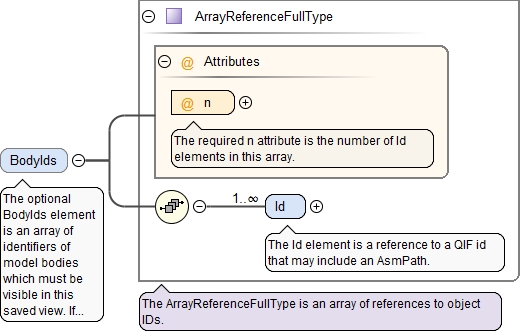 ArrayReferenceFullType
@ Attributes
@ n
The required n attribute is the number of Id
elements in this array.
BodyIds
The optional
BodyIds element
is an array of
identifiers of
model bodies
which must be
visible in this
saved view. If...
1..∞
Id
The Id element is a reference to a QIF id
that may include an AsmPath.
The ArrayReferenceFullType is an array of references to object
IDs.